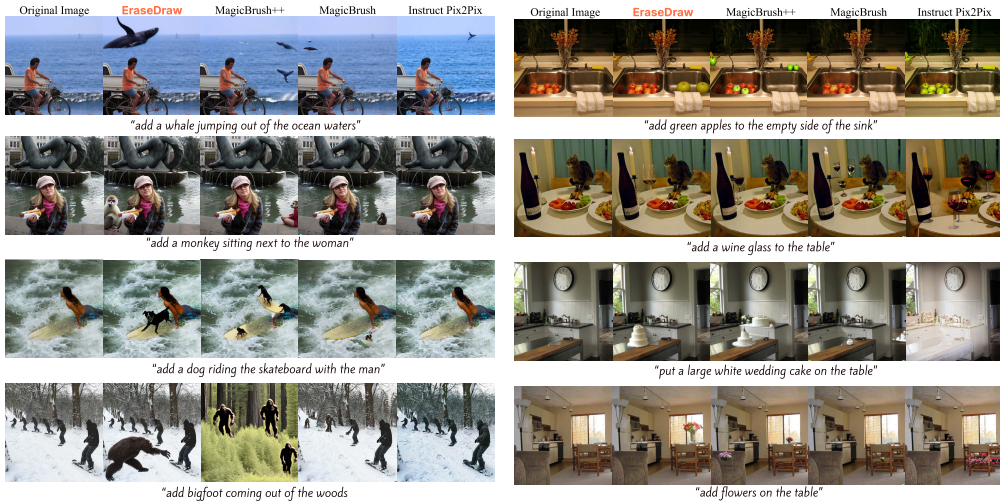 Original Image EraseDraw MagicBrush++ MagicBrush Instruct Pix2Pix
"add a whale jumping out of the ocean waters"
"add a monkey sitting next to the woman"
"add a dog riding the skateboard with the man"
"add bigfoot coming out of the woods
Original Image EraseDraw MagicBrush++ MagicBrush Instruct Pix2Pix
"add green apples to the empty side of the sink"
"add a wine glass to the table"
"put a large white wedding cake on the table"
"add flowers on the table"